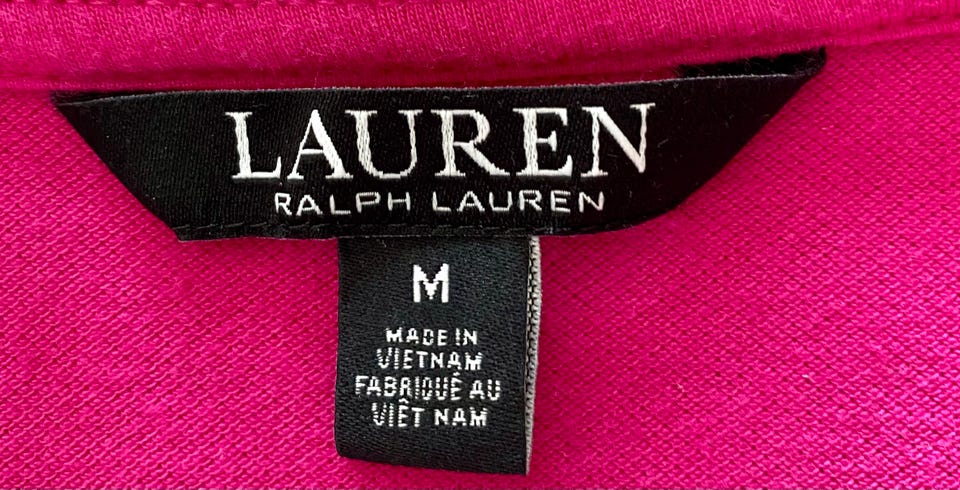 LAUREN
RALPH LAUREN
M
MADE IN
VIETNAM
FABRIQUÉ AU
VIÊT NAM